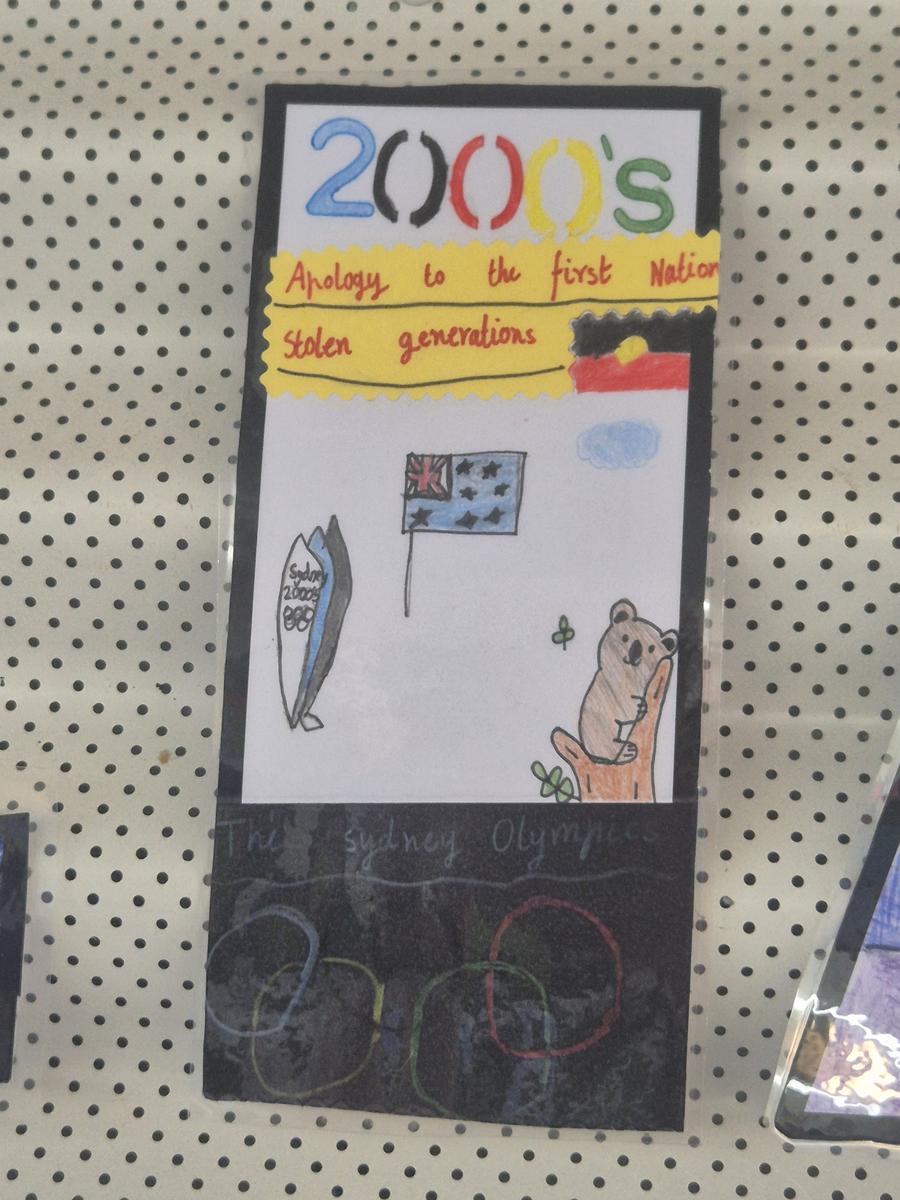 2000's
Apology to the first Nation
Stolen generations
Sydney
2000's
The sydney Olympics